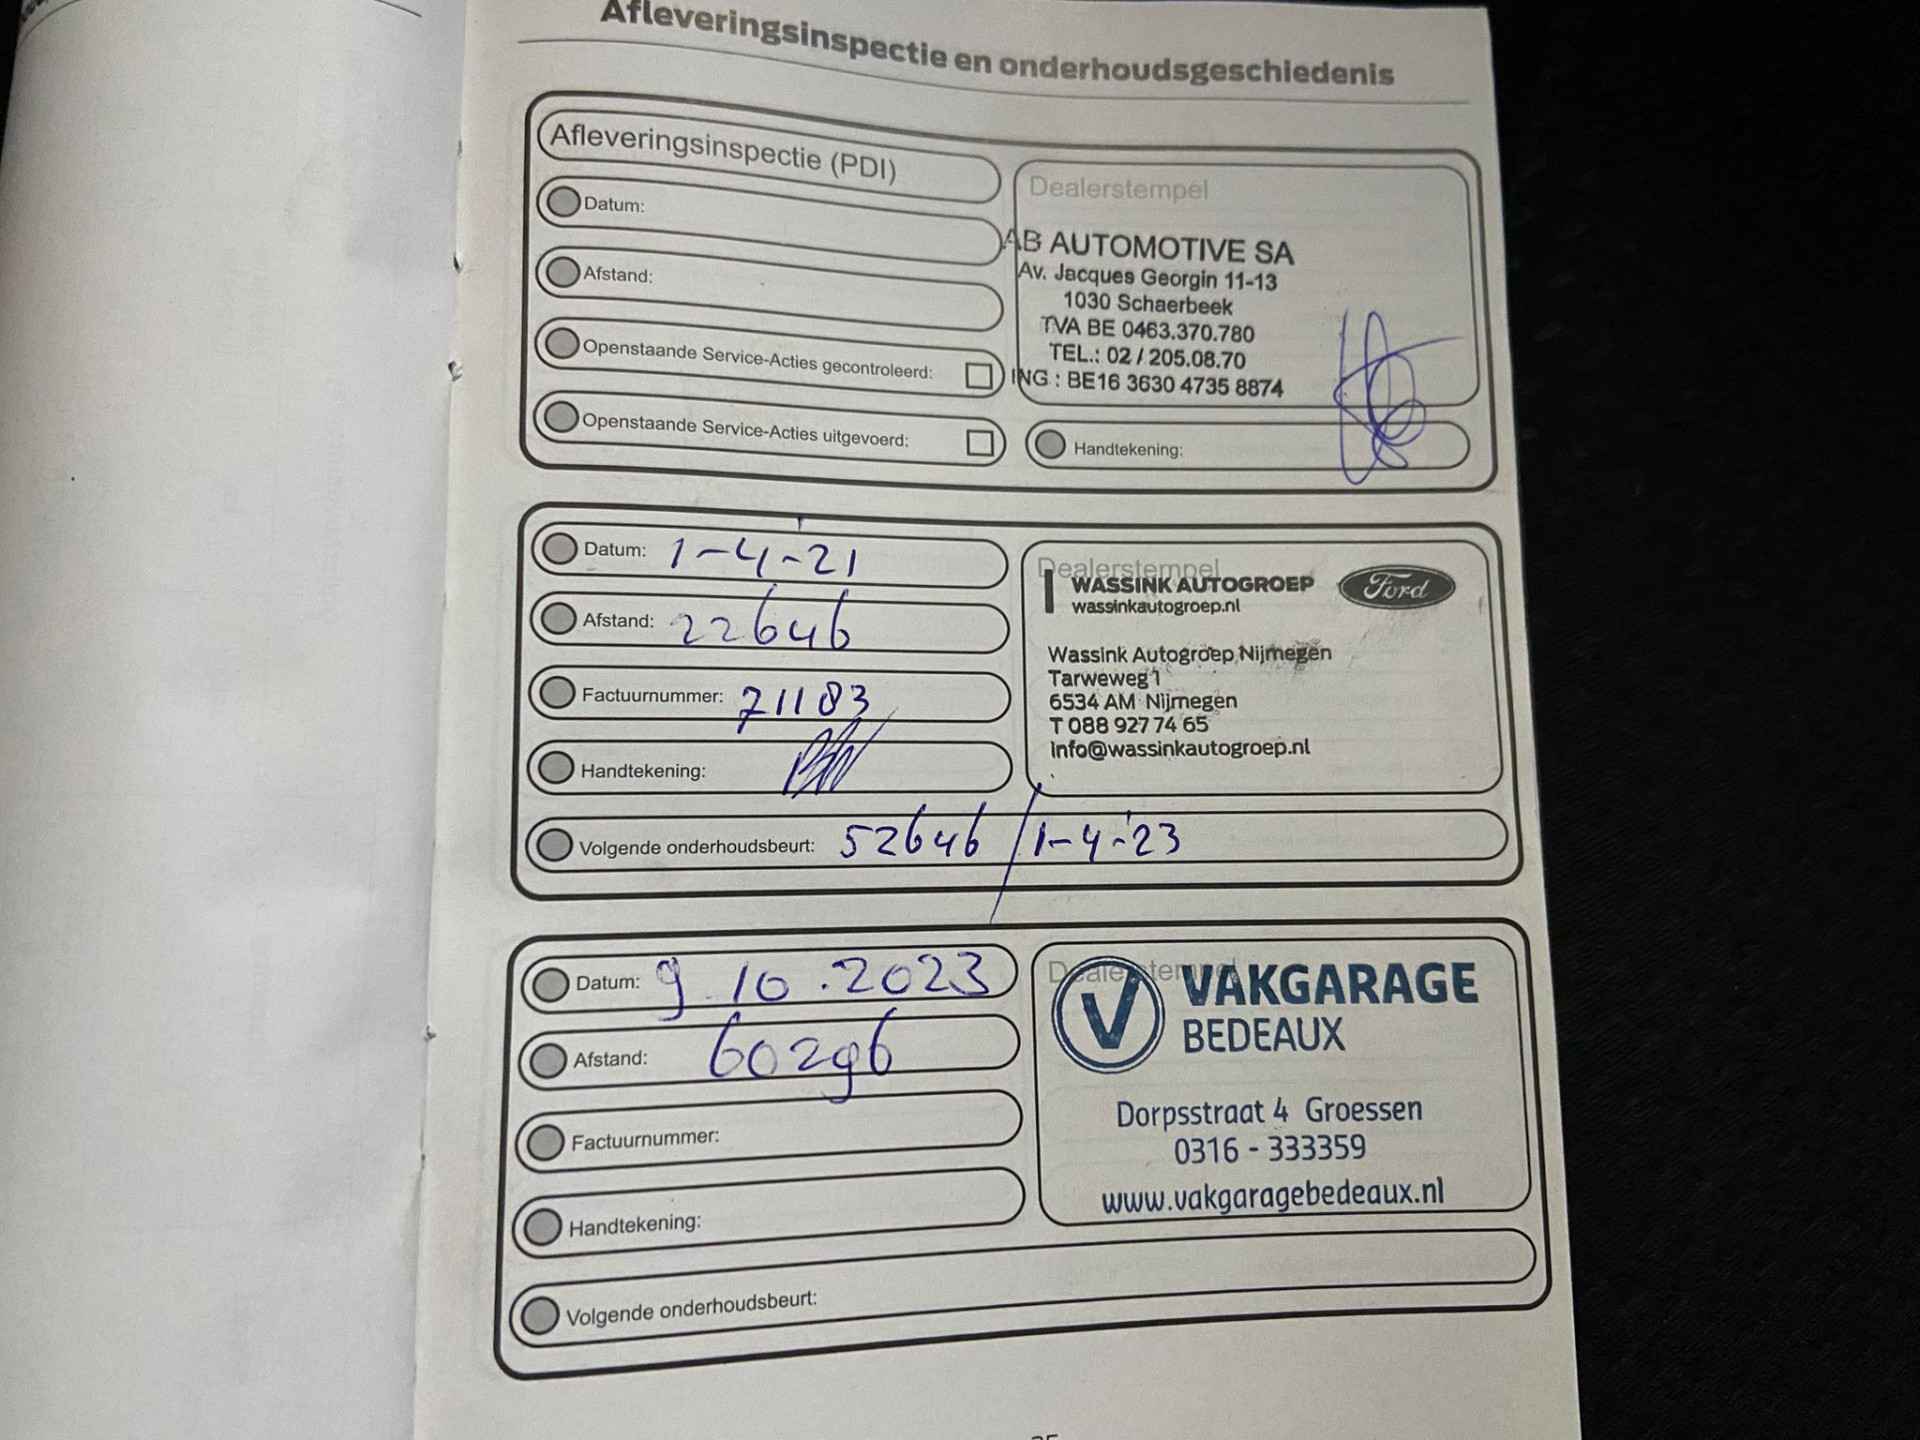 Afleveringsinspectie en onderhoudsgeschiedenis
Afleveringsinspectie (PDI)
Datum:
Afstand:
Openstaande Service-Acties gecontroleerd:
Openstaande Service-Acties uitgevoerd:
Dealerstempel
AB AUTOMOTIVE SA
Av. Jacques Georgin 11-13
1030 Schaerbeek
TVA BE 0463.370.780
TEL.: 02 / 205.08.70
ING : BE16 3630 4735 8874
Handtekening:
Datum: 1-4-21
Afstand: 22646
Factuurnummer: 71183
Handtekening:
Dealerstempel
WASSINK AUTOGROEP
wassinkautogroep.nl
Ford
Wassink Autogroep Nijmegen
Tarweweg 1
6534 AM Nijmegen
T 088 927 74 65
Info@wassinkautogroep.nl
Volgende onderhoudsbeurt: 52646 / 1-4-'23
Datum: 9.10.2023
Afstand: 60296
Factuurnummer:
Handtekening:
Dealerstempel
V VAKGARAGE
BEDEAUX
Dorpsstraat 4 Groessen
0316 - 333359
www.vakgaragebedeaux.nl
Volgende onderhoudsbeurt: